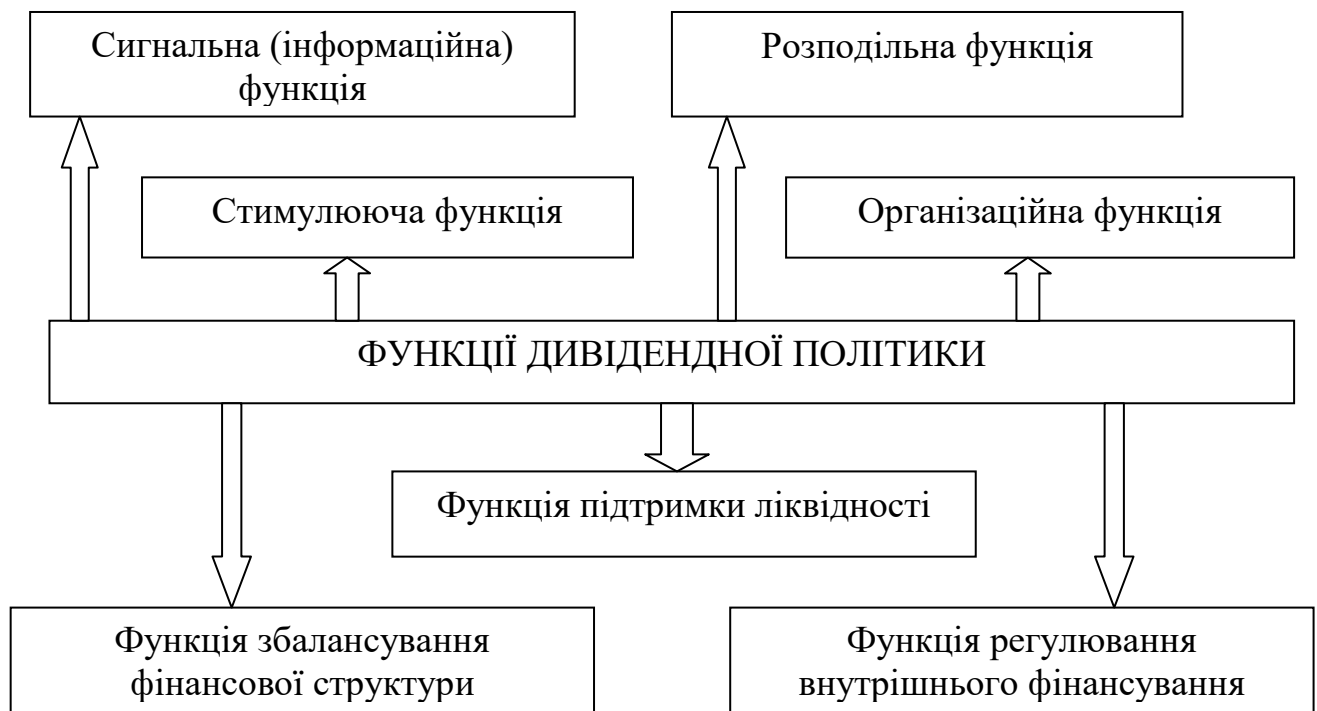 Сигнальна (інформаційна)
функція
Розподільна функція
Стимулююча функція
Організаційна функція
ФУНКЦІЇ ДИВІДЕНДНОЇ ПОЛІТИКИ
Функція підтримки ліквідності
Функція збалансування
фінансової структури
Функція регулювання
внутрішнього фінансування